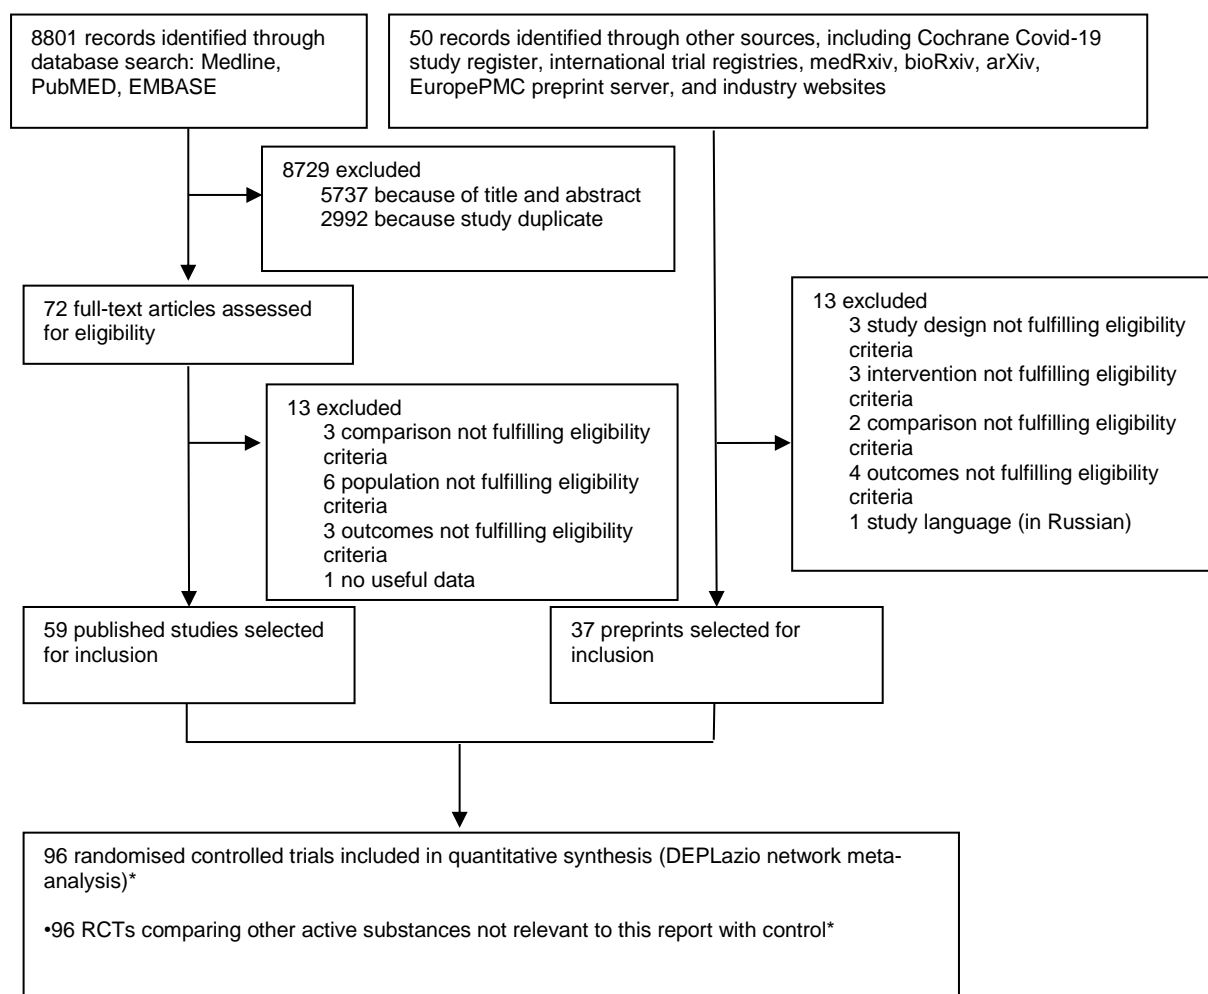 8801 records identified through
database search: Medline,
PubMED, EMBASE
50 records identified through other sources, including Cochrane Covid-19
study register, international trial registries, medRxiv, bioRxiv, arXiv,
EuropePMC preprint server, and industry websites
8729 excluded
5737 because of title and abstract
2992 because study duplicate
72 full-text articles assessed
for eligibility
13 excluded
3 study design not fulfilling eligibility
criteria
3 intervention not fulfilling eligibility
criteria
2 comparison not fulfilling eligibility
criteria
4 outcomes not fulfilling eligibility
criteria
1 study language (in Russian)
13 excluded
3 comparison not fulfilling eligibility
criteria
6 population not fulfilling eligibility
criteria
3 outcomes not fulfilling eligibility
criteria
1 no useful data
59 published studies selected
for inclusion
37 preprints selected for
inclusion
96 randomised controlled trials included in quantitative synthesis (DEPLazio network meta-
analysis)*
•96 RCTs comparing other active substances not relevant to this report with control*